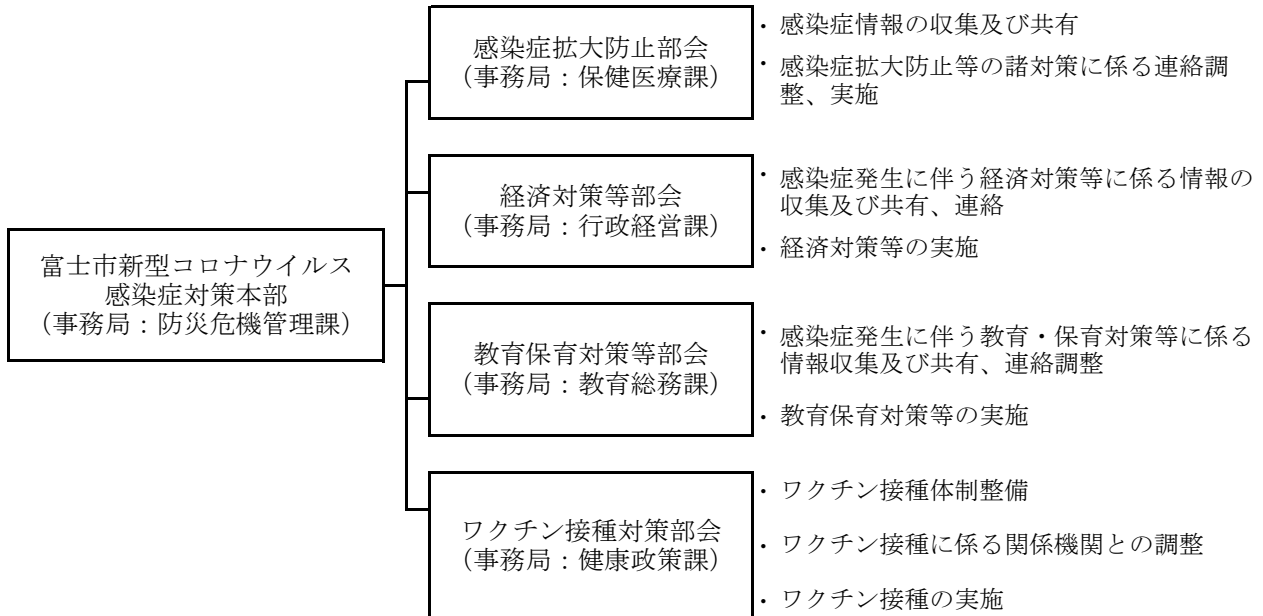 感染症拡大防止部会
（事務局：保健医療課）
・感染症情報の収集及び共有
・感染症拡大防止等の諸対策に係る連絡調
整、実施
経済対策等部会
（事務局：行政経営課）
・感染症発生に伴う経済対策等に係る情報の
収集及び共有、連絡
・経済対策等の実施
富士市新型コロナウイルス
感染症対策本部
（事務局：防災危機管理課）
教育保育対策等部会
（事務局：教育総務課）
・感染症発生に伴う教育・保育対策等に係る
情報収集及び共有、連絡調整
・教育保育対策等の実施
ワクチン接種対策部会
（事務局：健康政策課）
・ワクチン接種体制整備
・ワクチン接種に係る関係機関との調整
・ワクチン接種の実施